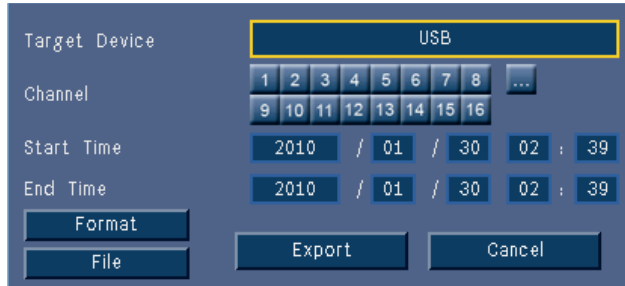 Target Device USB
Channel 1 2 3 4 5 6 7 8 ...
9 10 11 12 13 14 15 16
Start Time 2010 / 01 / 30 02 : 39
End Time 2010 / 01 / 30 02 : 39
Format
Export Cancel
File